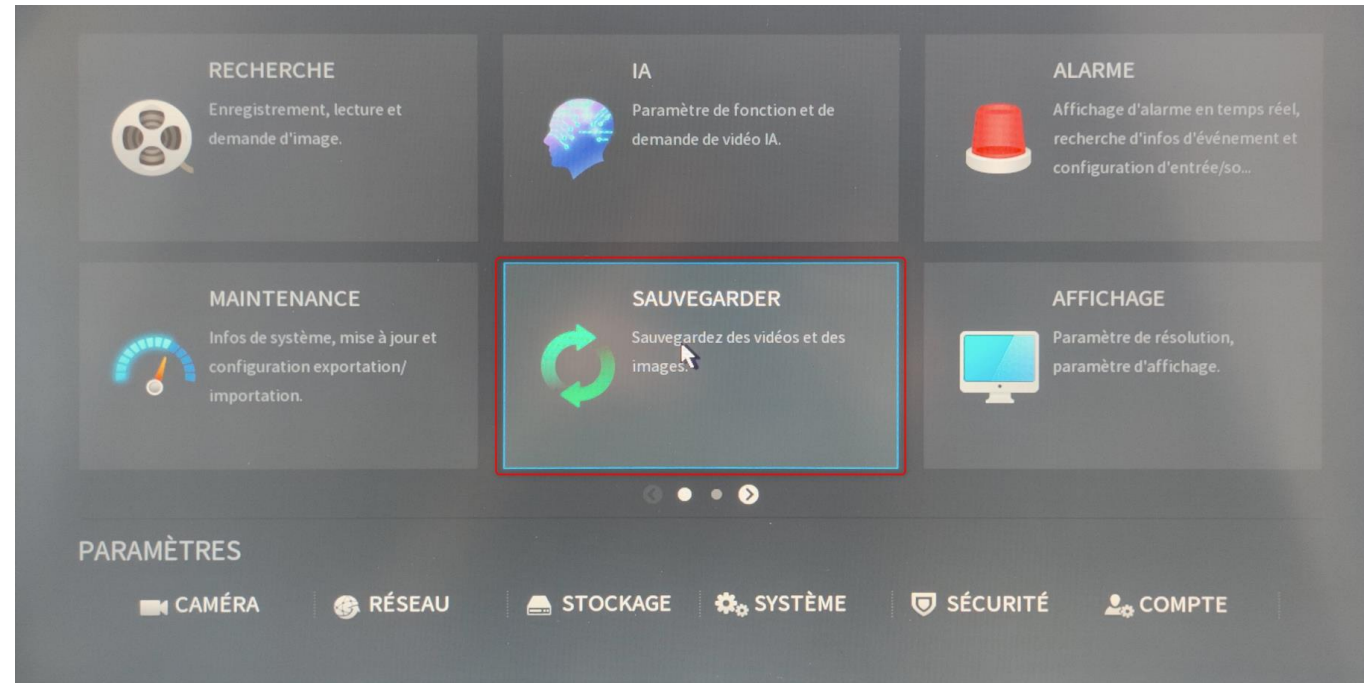 RECHERCHE
Enregistrement, lecture et
demande d'image.
IA
Paramètre de fonction et de
demande de vidéo IA.
ALARME
Affichage d'alarme en temps réel,
recherche d'infos d'événement et
configuration d'entrée/so...
MAINTENANCE
Infos de système, mise à jour et
configuration exportation/
importation.
SAUVEGARDER
Sauvegardez des vidéos et des
images.
AFFICHAGE
Paramètre de résolution,
paramètre d'affichage.
PARAMÈTRES
CAMÉRA
RÉSEAU
STOCKAGE
SYSTÈME
SÉCURITÉ
COMPTE